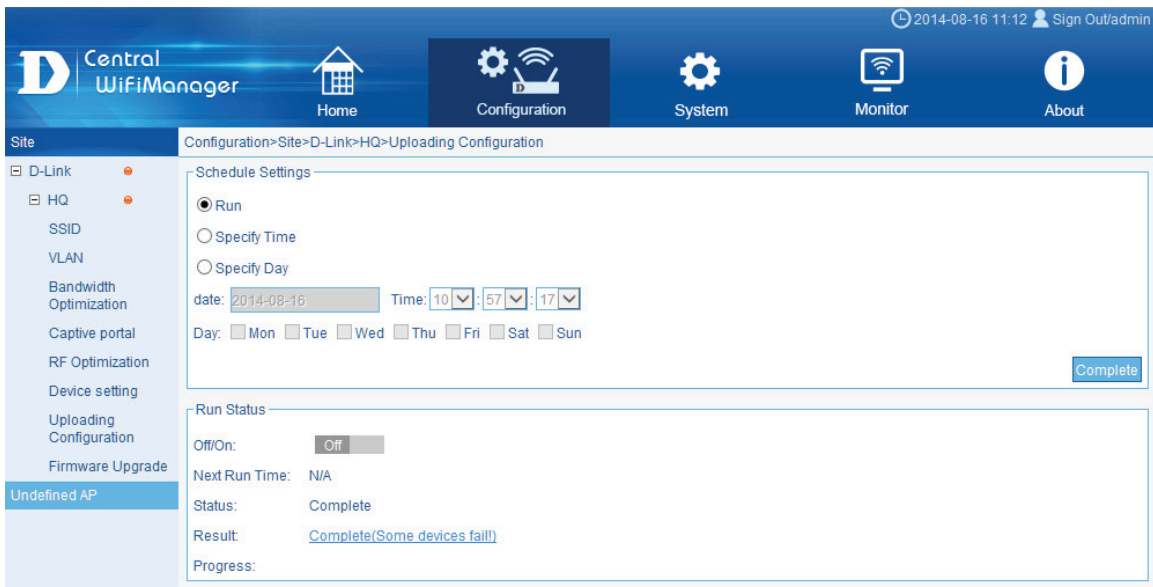 2014-08-16 11:12 Sign Out/admin
D Central WiFiManager
Home
Configuration
System
Monitor
About
Site
Configuration>Site>D-Link>HQ>Uploading Configuration
D-Link
HQ
SSID
VLAN
Bandwidth
Optimization
Captive portal
RF Optimization
Device setting
Uploading
Configuration
Firmware Upgrade
Undefined AP
Schedule Settings
Run
Specify Time
Specify Day
date: 2014-08-16 Time: 10 : 57 : 17
Day: Mon Tue Wed Thu Fri Sat Sun
Complete
Run Status
Off/On: Off
Next Run Time: N/A
Status: Complete
Result: Complete(Some devices fail!)
Progress: